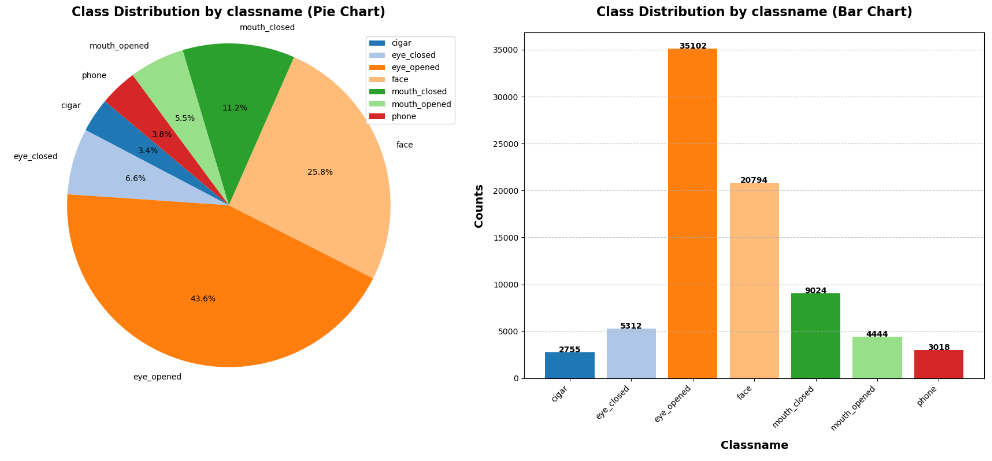 Class Distribution by classname (Pie Chart)
mouth_closed
mouth_opened
phone
cigar
eye_closed
eye_opened
face
11.2%
5.5%
3.8%
3.4%
6.6%
43.6%
25.8%
cigar
eye_closed
eye_opened
face
mouth_closed
mouth_opened
phone
Class Distribution by classname (Bar Chart)
Counts
35000
30000
25000
20000
15000
10000
5000
0
2755
5312
35102
20794
9024
4444
3018
cigar
eye_closed
eye_opened
face
mouth_closed
mouth_opened
phone
Classname